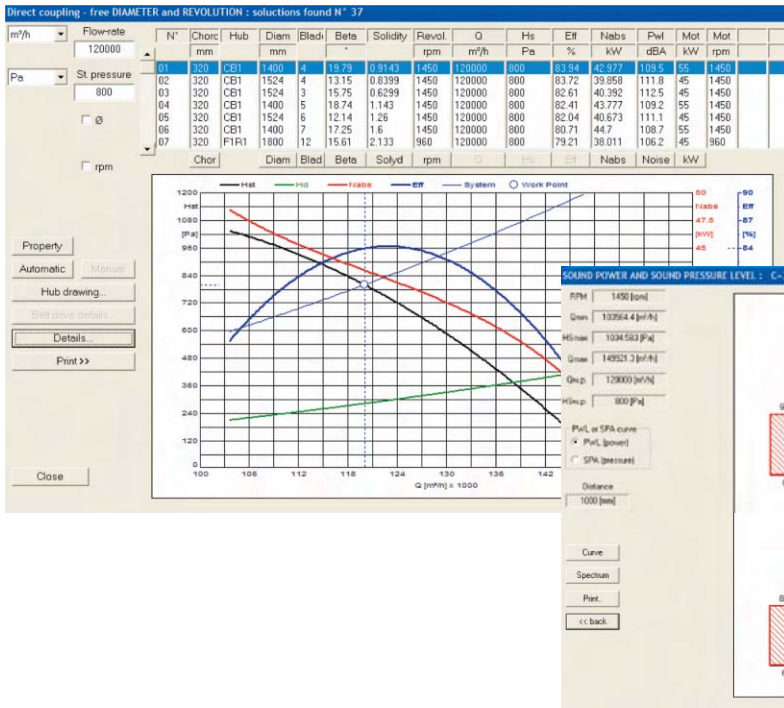 Direct coupling - free DIAMETER and REVOLUTION : soluctions found N° 37
m³/h Flow-rate
120000
Pa St. pressure
800
Ø
rpm
N° Chorc Hub Diam Bladi Beta Solidity Revol. Q Hs Eff Nabs Pwl Mot Mot
mm mm ° rpm m³/h Pa % kW dBA kW rpm
01 320 CB1 1400 4 19.79 0.9143 1450 120000 800 83.94 42.977 109.5 55 1450
02 320 CB1 1524 4 13.15 0.8399 1450 120000 800 83.72 39.858 111.8 45 1450
03 320 CB1 1524 3 15.75 0.6299 1450 120000 800 82.61 40.392 112.5 45 1450
04 320 CB1 1400 5 18.74 1.143 1450 120000 800 82.41 43.777 109.2 55 1450
05 320 CB1 1524 6 12.14 1.26 1450 120000 800 82.04 40.673 111.1 45 1450
06 320 CB1 1400 7 17.25 1.6 1450 120000 800 80.71 44.7 108.7 55 1450
07 320 F1R1 1800 12 15.61 2.133 960 120000 800 79.21 38.011 106.2 45 960
Chor Diam Blad Beta Solyd rpm Q Hs Eff Nabs Noise kW
Property
Automatic Manual
Hub drawing...
Belt drive details...
Details...
Print >>
Close
Hst Hd Nabs Eff System Work Point
1200
Hst
1080
[Pa]
960
840
720
600
480
360
240
120
0
100 106 112 118 124 130 136 142
Q [m³/h] x 1000
50 90
Nabs Eff
47.5 87
[kW] [%]
45 84
SOUND POWER AND SOUND PRESSURE LEVEL : C-
RPM 1450 [rpm]
Qmin 103564.4 [m³/h]
HSmax 1034.583 [Pa]
Qmax 149521.3 [m³/h]
Qw.p. 120000 [m³/h]
HSw.p. 800 [Pa]
PWL or SPA curve
PWL (power)
SPA (pressure)
Distance
1000 [mm]
Curve
Spectrum
Print.
<< back